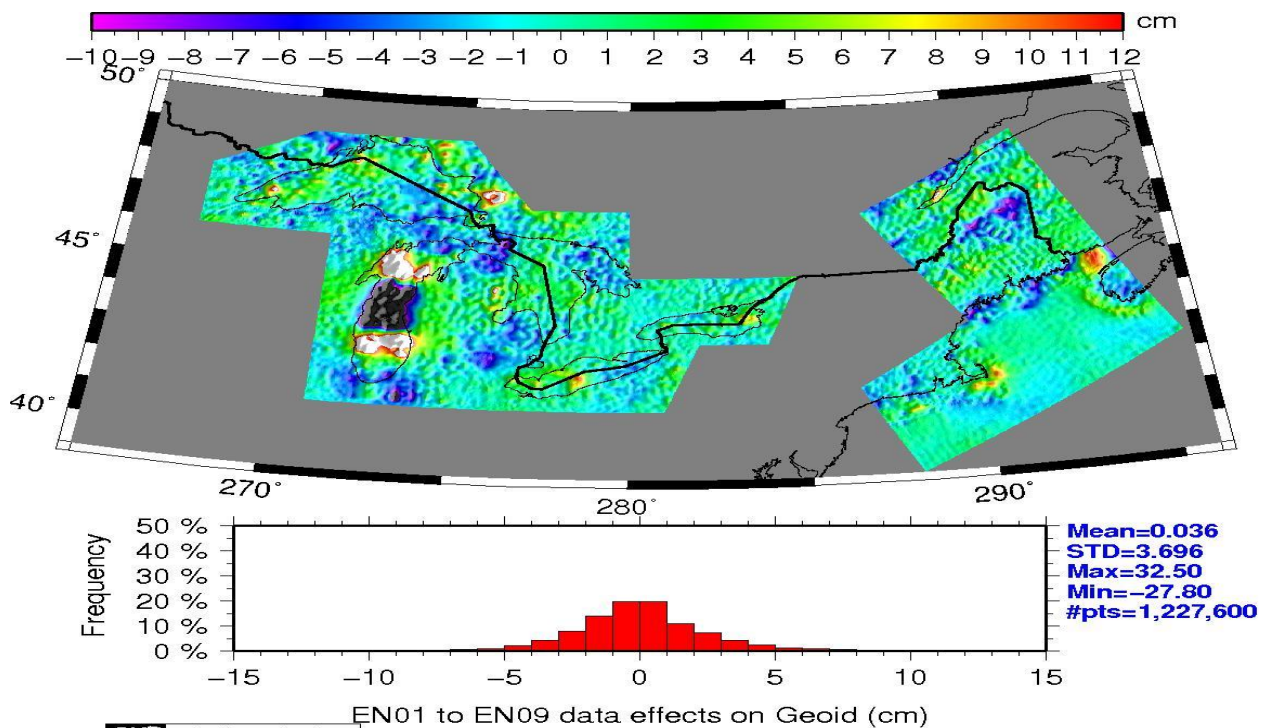 −10 −9 −8 −7 −6 −5 −4 −3 −2 −1 0 1 2 3 4 5 6 7 8 9 10 11 12 cm
50°
45°
40°
270° 280° 290°
Frequency
50 %
40 %
30 %
20 %
10 %
0 %
−15 −10 −5 0 5 10 15
EN01 to EN09 data effects on Geoid (cm)
Mean=0.036
STD=3.696
Max=32.50
Min=−27.80
#pts=1,227,600